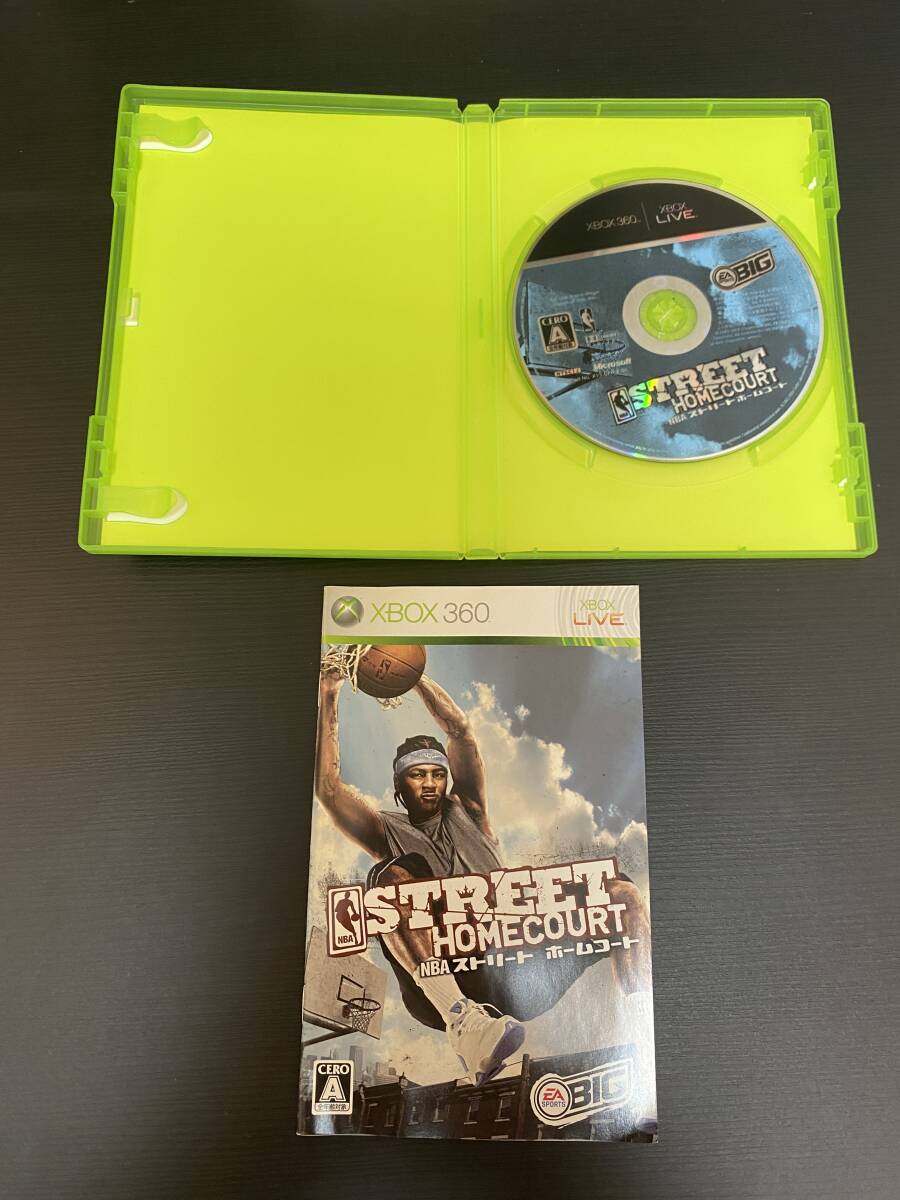 XBOX 360
XBOX
LIVE
EA
BIG
CERO
A
Microsoft
STREET
HOMECOURT
NBA ストリート ホームコート
XBOX 360
XBOX
LIVE
STREET
NBA
HOMECOURT
NBA ストリート ホームコート
CERO
A
全年齢対象
EA
SPORTS
BIG